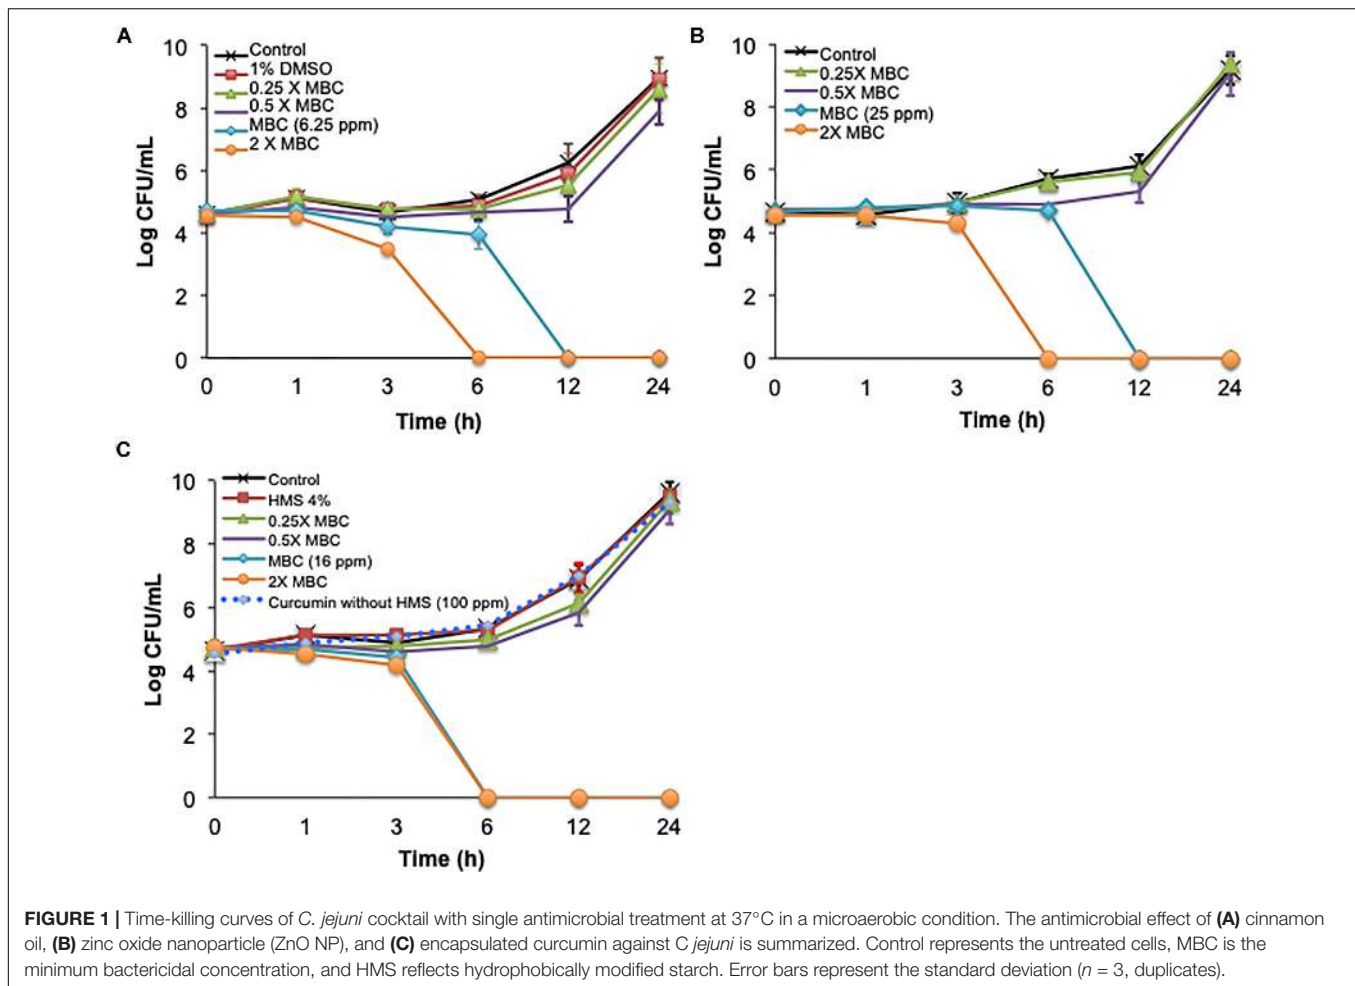 A
10
8
6
4
2
0
Log CFU/mL
Control
1% DMSO
0.25 X MBC
0.5 X MBC
MBC (6.25 ppm)
2 X MBC
0 1 3 6 12 24
Time (h)
B
10
8
6
4
2
0
Log CFU/mL
Control
0.25X MBC
0.5X MBC
MBC (25 ppm)
2X MBC
0 1 3 6 12 24
Time (h)
C
10
8
6
4
2
0
Log CFU/mL
Control
HMS 4%
0.25X MBC
0.5X MBC
MBC (16 ppm)
2X MBC
Curcumin without HMS (100 ppm)
0 1 3 6 12 24
Time (h)
FIGURE 1 | Time-killing curves of C. jejuni cocktail with single antimicrobial treatment at 37°C in a microaerobic condition. The antimicrobial effect of (A) cinnamon
oil, (B) zinc oxide nanoparticle (ZnO NP), and (C) encapsulated curcumin against C jejuni is summarized. Control represents the untreated cells, MBC is the
minimum bactericidal concentration, and HMS reflects hydrophobically modified starch. Error bars represent the standard deviation (n = 3, duplicates).